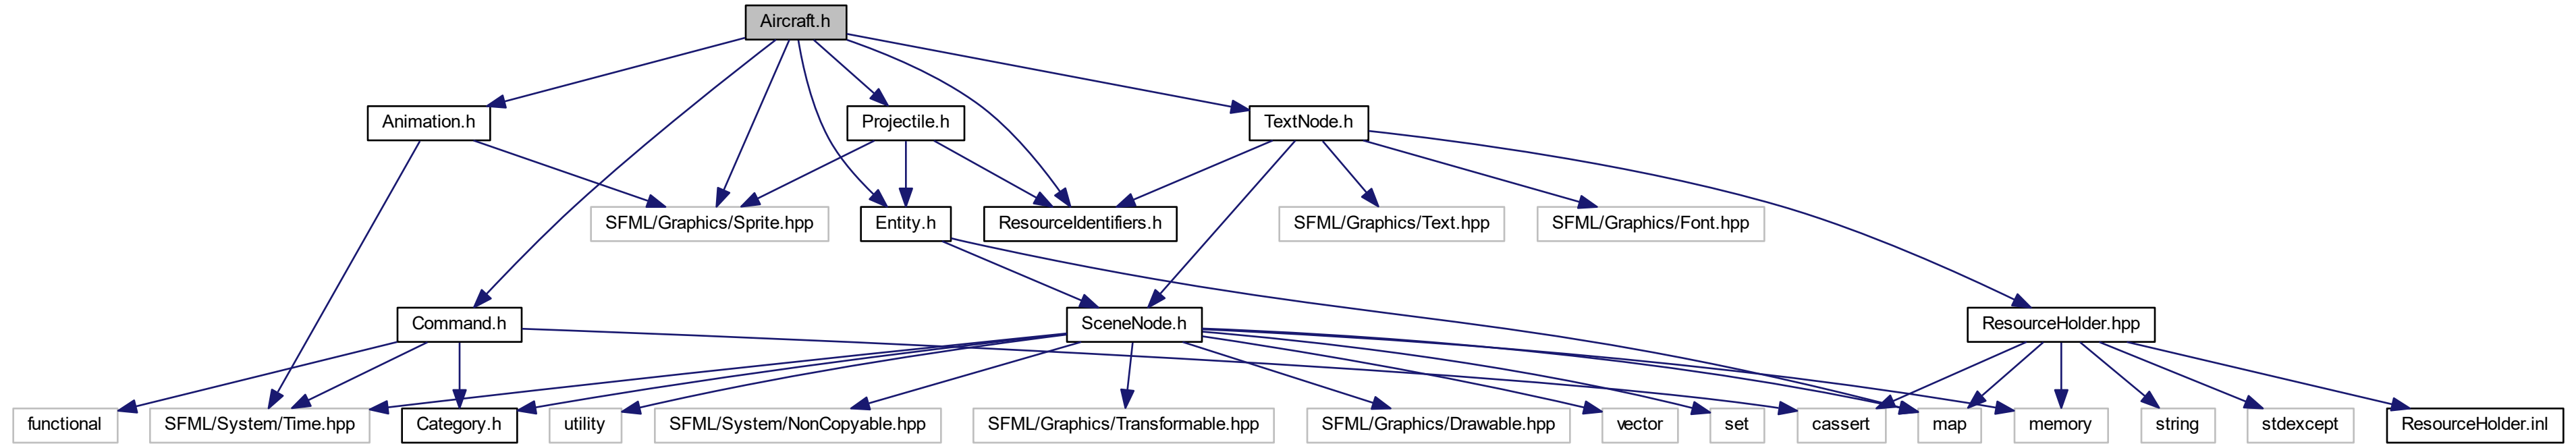 Aircraft.h
Animation.h
Projectile.h
TextNode.h
SFML/Graphics/Sprite.hpp
Entity.h
ResourceIdentifiers.h
SFML/Graphics/Text.hpp
SFML/Graphics/Font.hpp
Command.h
SceneNode.h
ResourceHolder.hpp
functional
SFML/System/Time.hpp
Category.h
utility
SFML/System/NonCopyable.hpp
SFML/Graphics/Transformable.hpp
SFML/Graphics/Drawable.hpp
vector
set
cassert
map
memory
string
stdexcept
ResourceHolder.inl